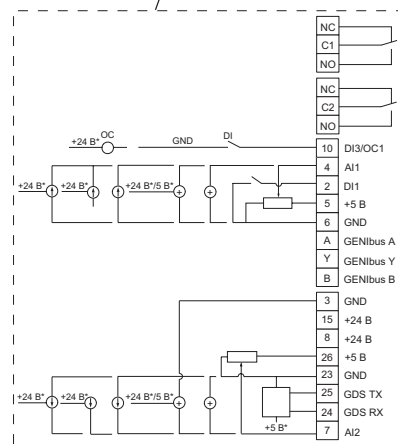 NC
C1
NO
NC
C2
NO
+24 В* OC GND DI 10 DI3/OC1
4 AI1
+24 В* +24 В* +24 В*/5 В* 2 DI1
5 +5 В
6 GND
A GENIbus A
Y GENIbus Y
B GENIbus B
3 GND
15 +24 В
8 +24 В
26 +5 В
23 GND
+24 В* +24 В* +24 В*/5 В* 25 GDS TX
24 GDS RX
+5 В* 7 AI2